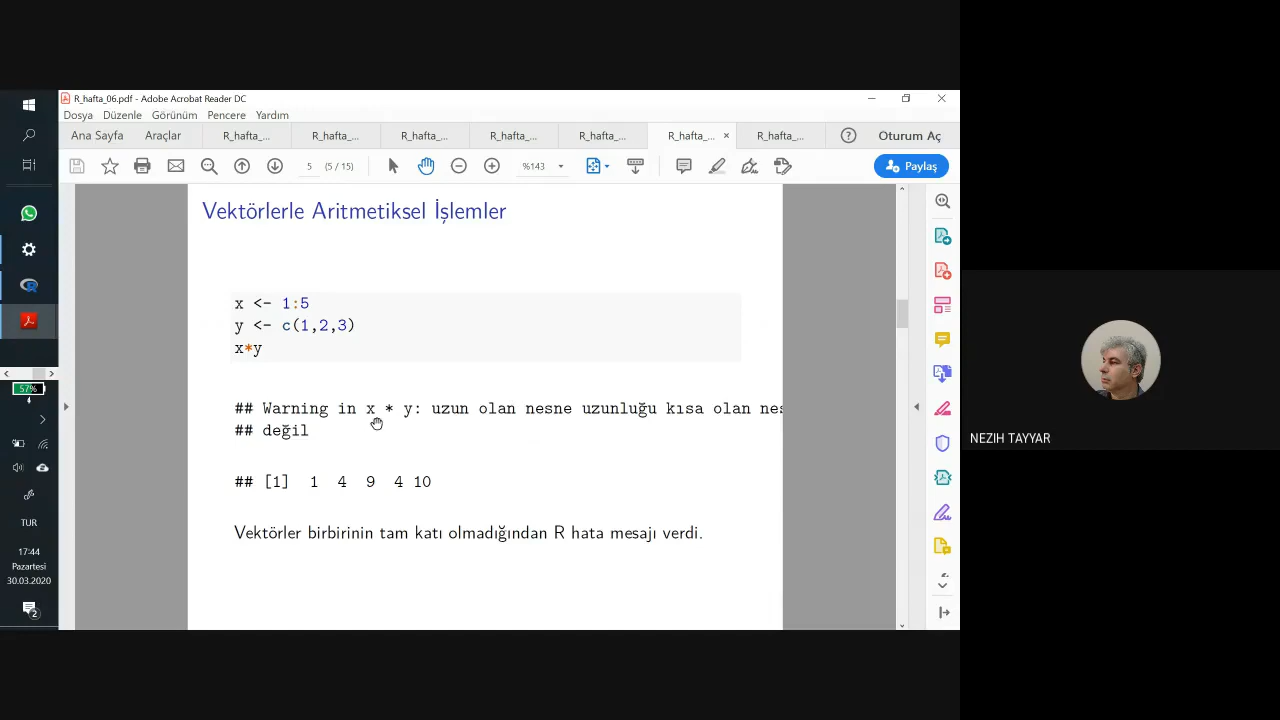 R_hafta_06.pdf - Adobe Acrobat Reader DC
Dosya Düzenle Görünüm Pencere Yardım
Ana Sayfa Araçlar R_hafta_... R_hafta_... R_hafta_... R_hafta_... R_hafta_... R_hafta_... × R_hafta_... Oturum Aç
5 (5 / 15) %143 Paylaş
Vektörlerle Aritmetiksel İşlemler
x <- 1:5
y <- c(1,2,3)
x*y
## Warning in x * y: uzun olan nesne uzunluğu kısa olan nes
## değil
## [1] 1 4 9 4 10
Vektörler birbirinin tam katı olmadığından R hata mesajı verdi.
57%
TUR
17:44
Pazartesi
30.03.2020
2
NEZIH TAYYAR